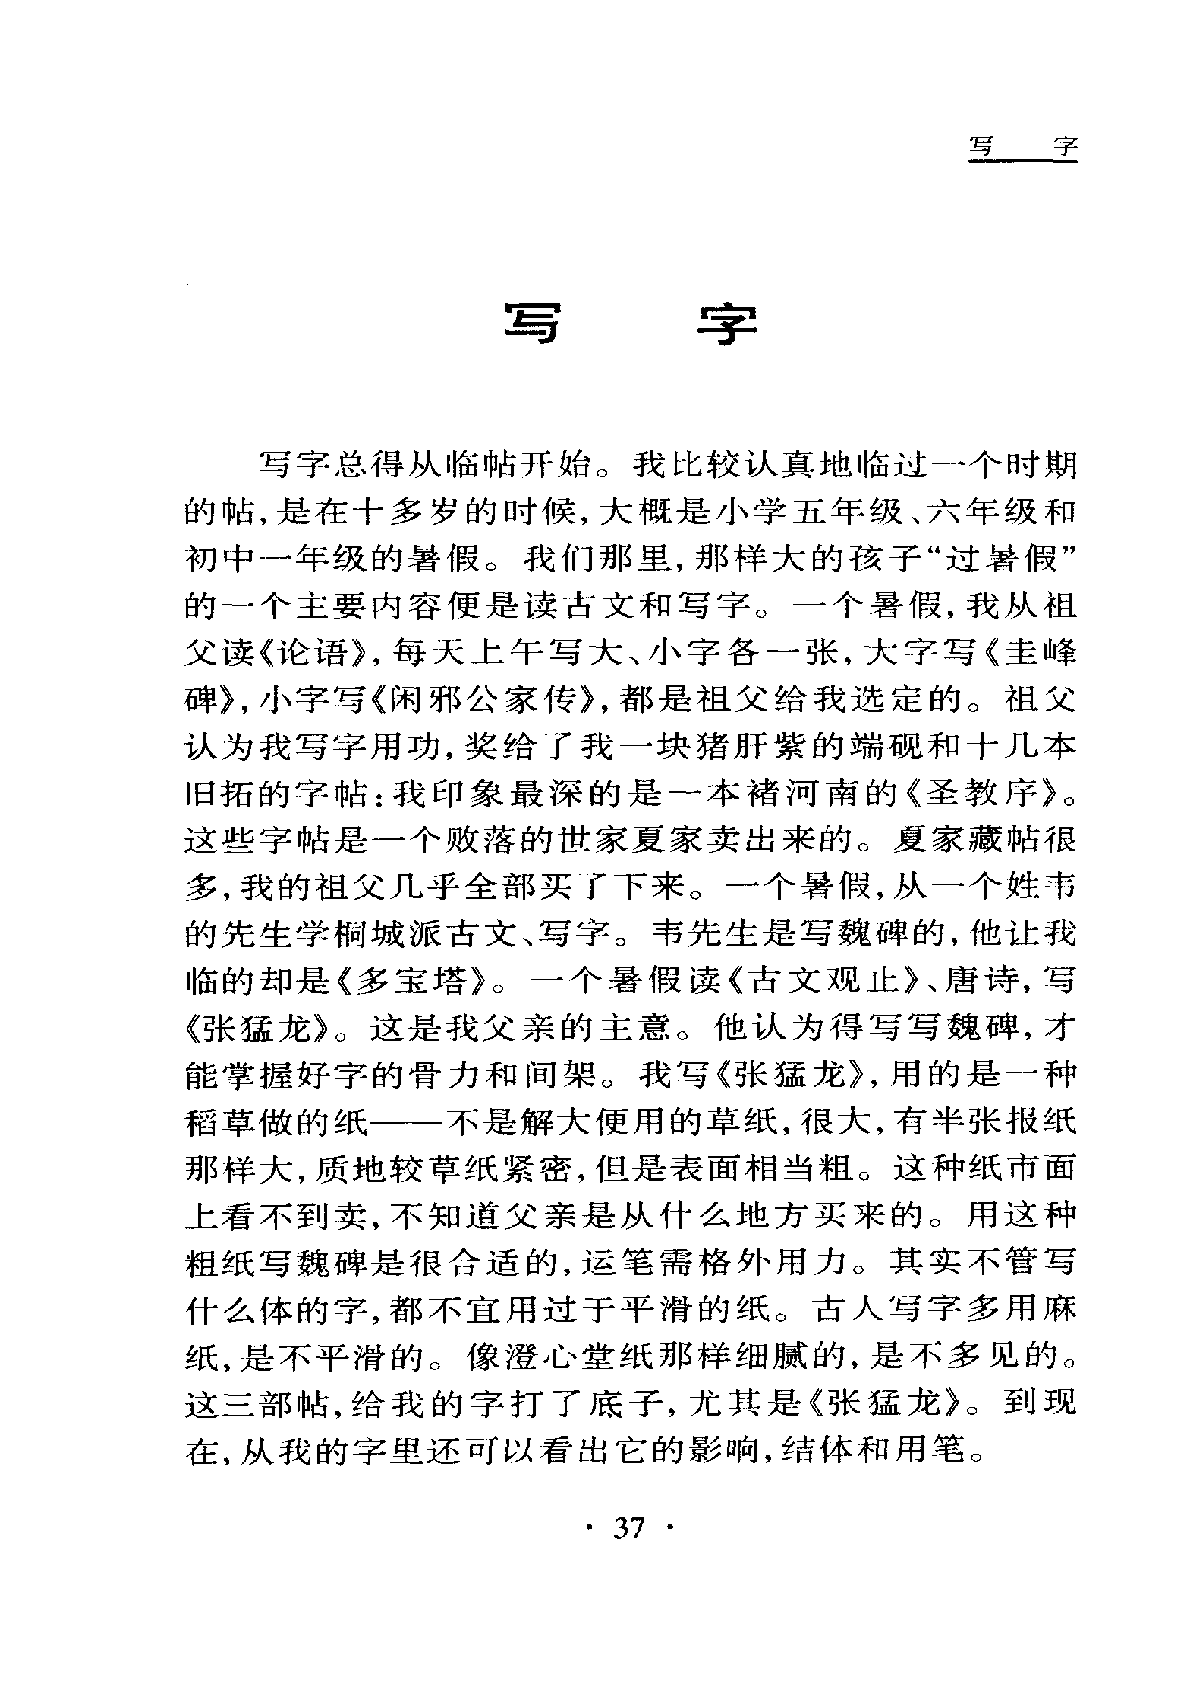 写 字
写 字
写字总得从临帖开始。我比较认真地临过一个时期
的帖,是在十多岁的时候,大概是小学五年级、六年级和
初中一年级的暑假。我们那里,那样大的孩子“过暑假”
的一个主要内容便是读古文和写字。一个暑假,我从祖
父读《论语》,每天上午写大、小字各一张,大字写《圭峰
碑》,小字写《闲邪公家传》,都是祖父给我选定的。祖父
认为我写字用功,奖给了我一块猪肝紫的端砚和十几本
旧拓的字帖:我印象最深的是一本褚河南的《圣教序》。
这些字帖是一个败落的世家夏家卖出来的。夏家藏帖很
多,我的祖父几乎全部买了下来。一个暑假,从一个姓韦
的先生学桐城派古文、写字。韦先生是写魏碑的,他让我
临的却是《多宝塔》。一个暑假读《古文观止》、唐诗,写
《张猛龙》。这是我父亲的主意。他认为得写写魏碑,才
能掌握好字的骨力和间架。我写《张猛龙》,用的是一种
稻草做的纸——不是解大便用的草纸,很大,有半张报纸
那样大,质地较草纸紧密,但是表面相当粗。这种纸市面
上看不到卖,不知道父亲是从什么地方买来的。用这种
粗纸写魏碑是很合适的,运笔需格外用力。其实不管写
什么体的字,都不宜用过于平滑的纸。古人写字多用麻
纸,是不平滑的。像澄心堂纸那样细腻的,是不多见的。
这三部帖,给我的字打了底子,尤其是《张猛龙》。到现
在,从我的字里还可以看出它的影响,结体和用笔。
· 37 ·